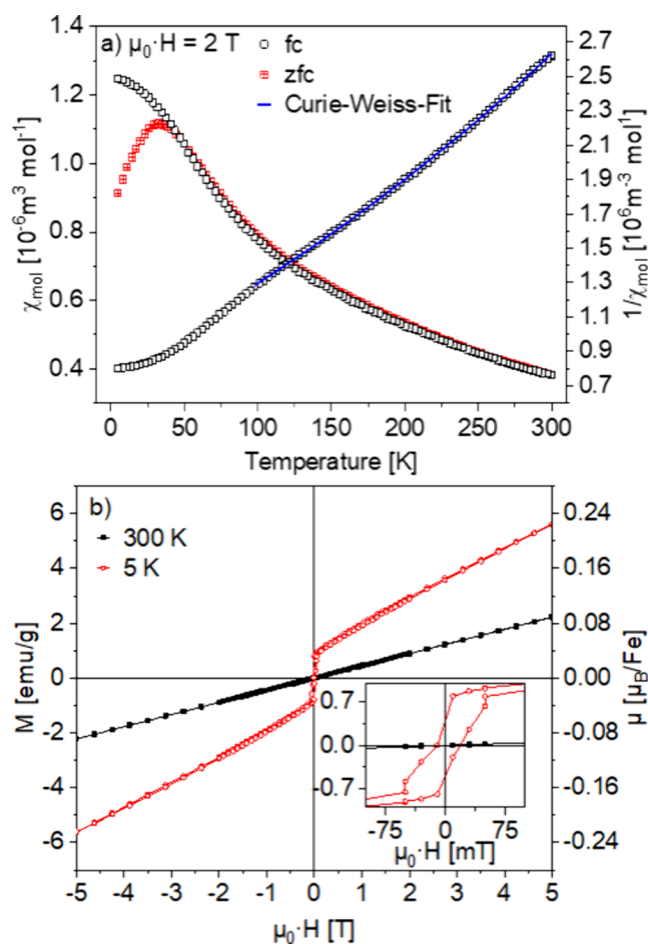 a) μ₀·H = 2 T
fc
zfc
Curie-Weiss-Fit
1.4
1.2
1.0
0.8
0.6
0.4
χmol [10⁻⁶m³ mol⁻¹]
2.7
2.5
2.3
2.1
1.9
1.7
1.5
1.3
1.1
0.9
0.7
1/χmol [10⁶m⁻³ mol¹]
0 50 100 150 200 250 300
Temperature [K]
b)
300 K
5 K
6
4
2
0
-2
-4
-6
M [emu/g]
0.24
0.16
0.08
0.00
-0.08
-0.16
-0.24
μ [μB/Fe]
0.7
0.0
-0.7
-75 0 75
μ₀·H [mT]
-5 -4 -3 -2 -1 0 1 2 3 4 5
μ₀·H [T]